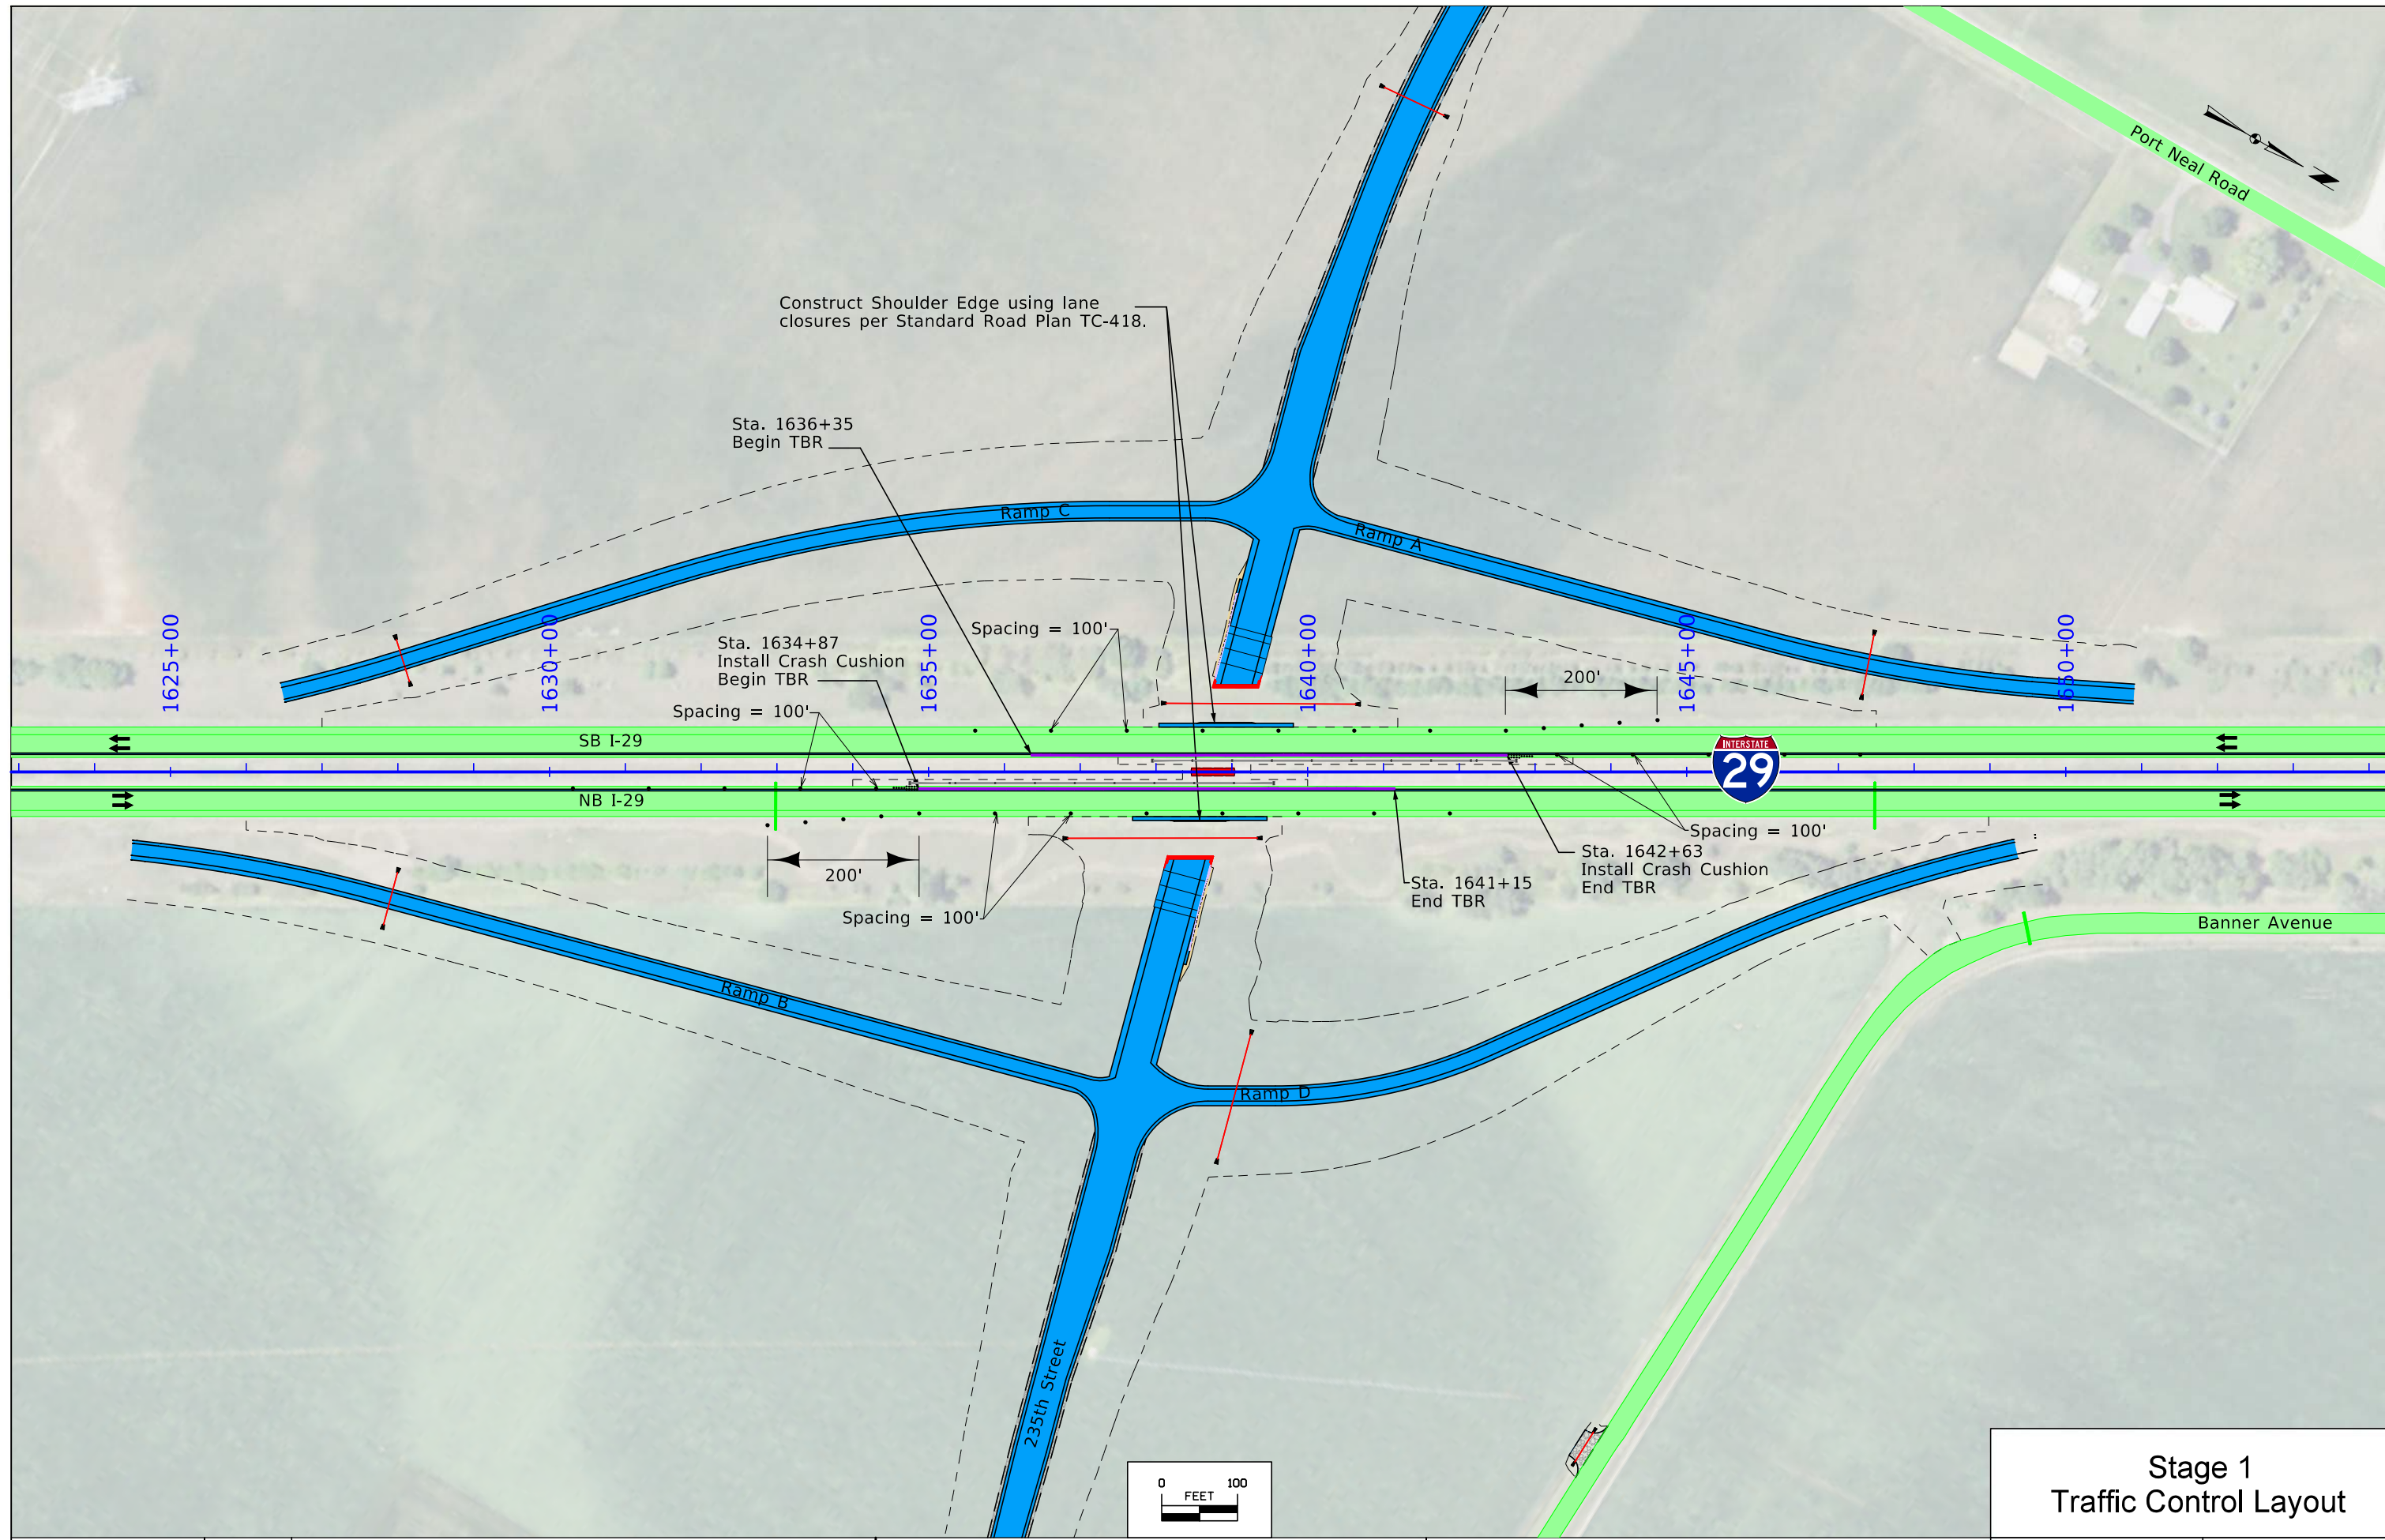 Port Neal Road
N
Construct Shoulder Edge using lane
closures per Standard Road Plan TC-418.
Sta. 1636+35
Begin TBR
Ramp C
Ramp A
1625+00
1630+00
1635+00
1640+00
1645+00
1650+00
Sta. 1634+87
Install Crash Cushion
Begin TBR
Spacing = 100'
Spacing = 100'
200'
SB I-29
INTERSTATE
29
NB I-29
Spacing = 100'
Sta. 1642+63
Install Crash Cushion
End TBR
200'
Sta. 1641+15
End TBR
Spacing = 100'
Banner Avenue
Ramp B
Ramp D
235th Street
0 100
FEET
Stage 1
Traffic Control Layout